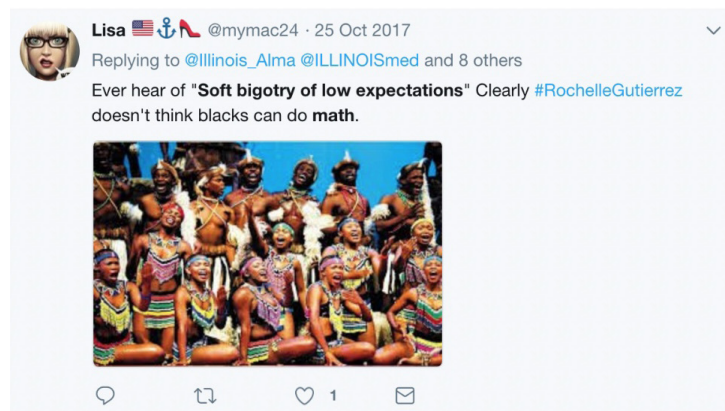 Lisa 🇺🇸⚓👠 @mymac24 · 25 Oct 2017
Replying to @Illinois_Alma @ILLINOISmed and 8 others
Ever hear of "Soft bigotry of low expectations" Clearly #RochelleGutierrez
doesn't think blacks can do math.
1